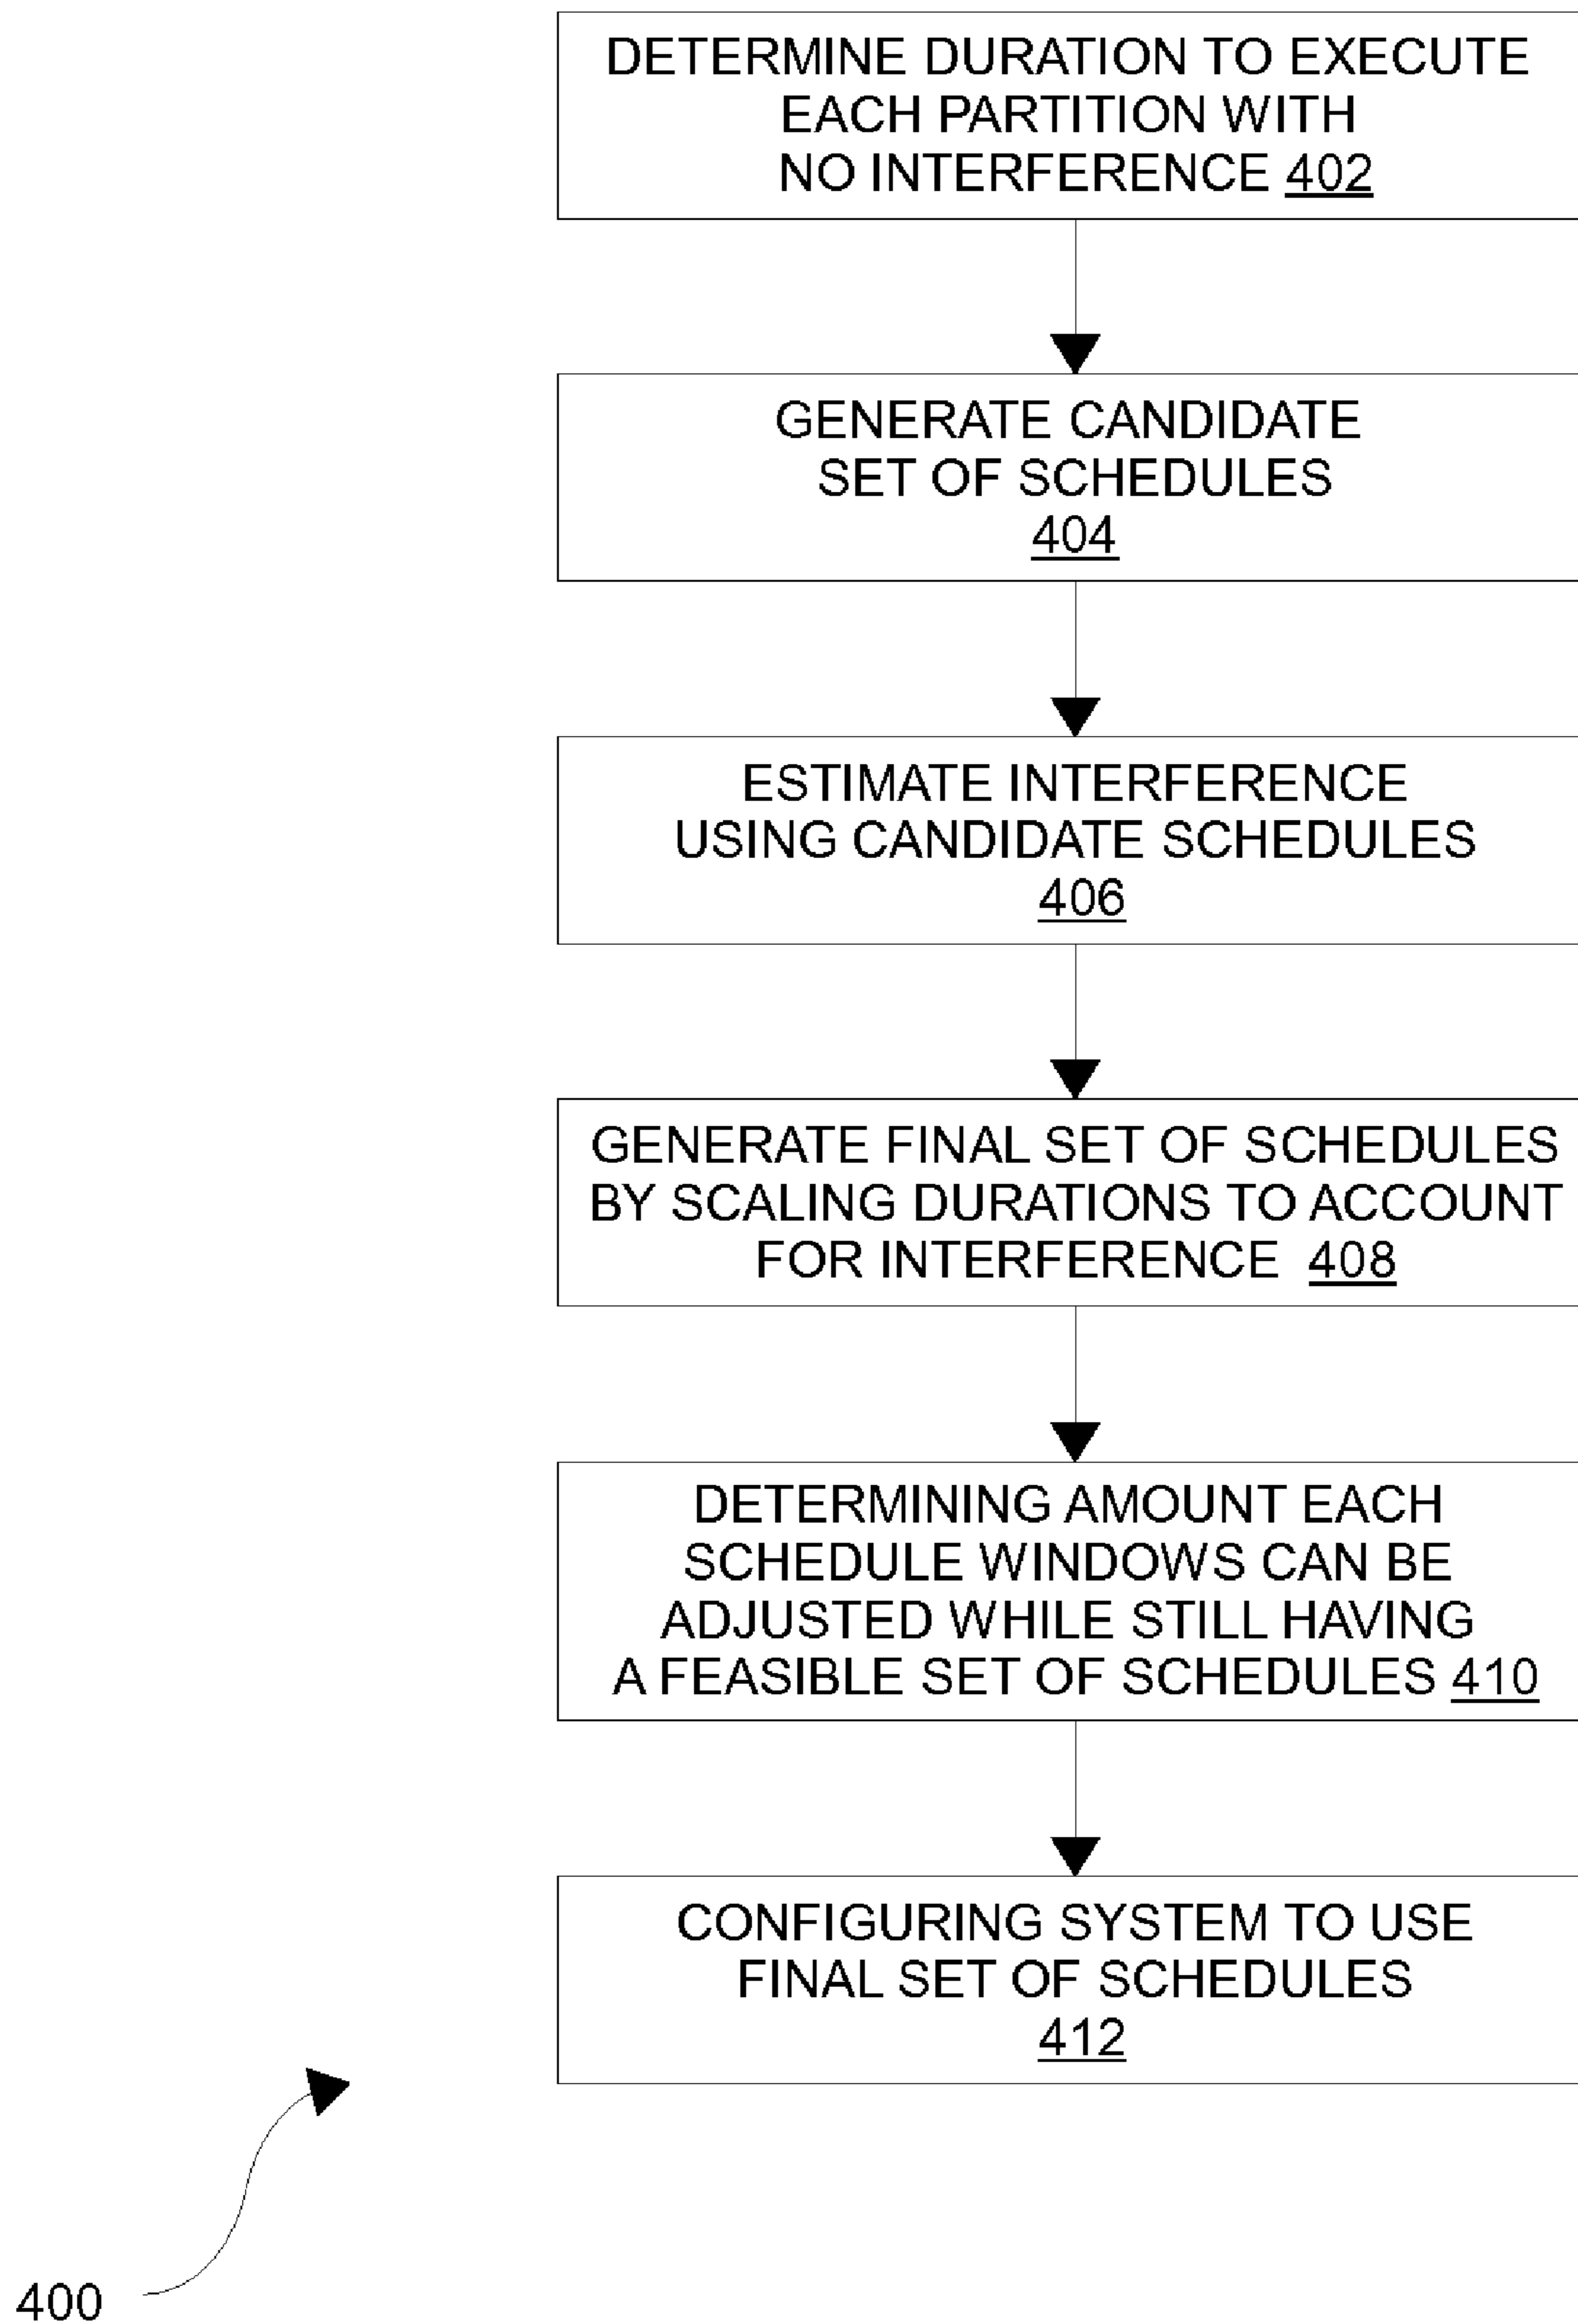 DETERMINE DURATION TO EXECUTE
EACH PARTITION WITH
NO INTERFERENCE 402
GENERATE CANDIDATE
SET OF SCHEDULES
404
ESTIMATE INTERFERENCE
USING CANDIDATE SCHEDULES
406
GENERATE FINAL SET OF SCHEDULES
BY SCALING DURATIONS TO ACCOUNT
FOR INTERFERENCE 408
DETERMINING AMOUNT EACH
SCHEDULE WINDOWS CAN BE
ADJUSTED WHILE STILL HAVING
A FEASIBLE SET OF SCHEDULES 410
CONFIGURING SYSTEM TO USE
FINAL SET OF SCHEDULES
412
400